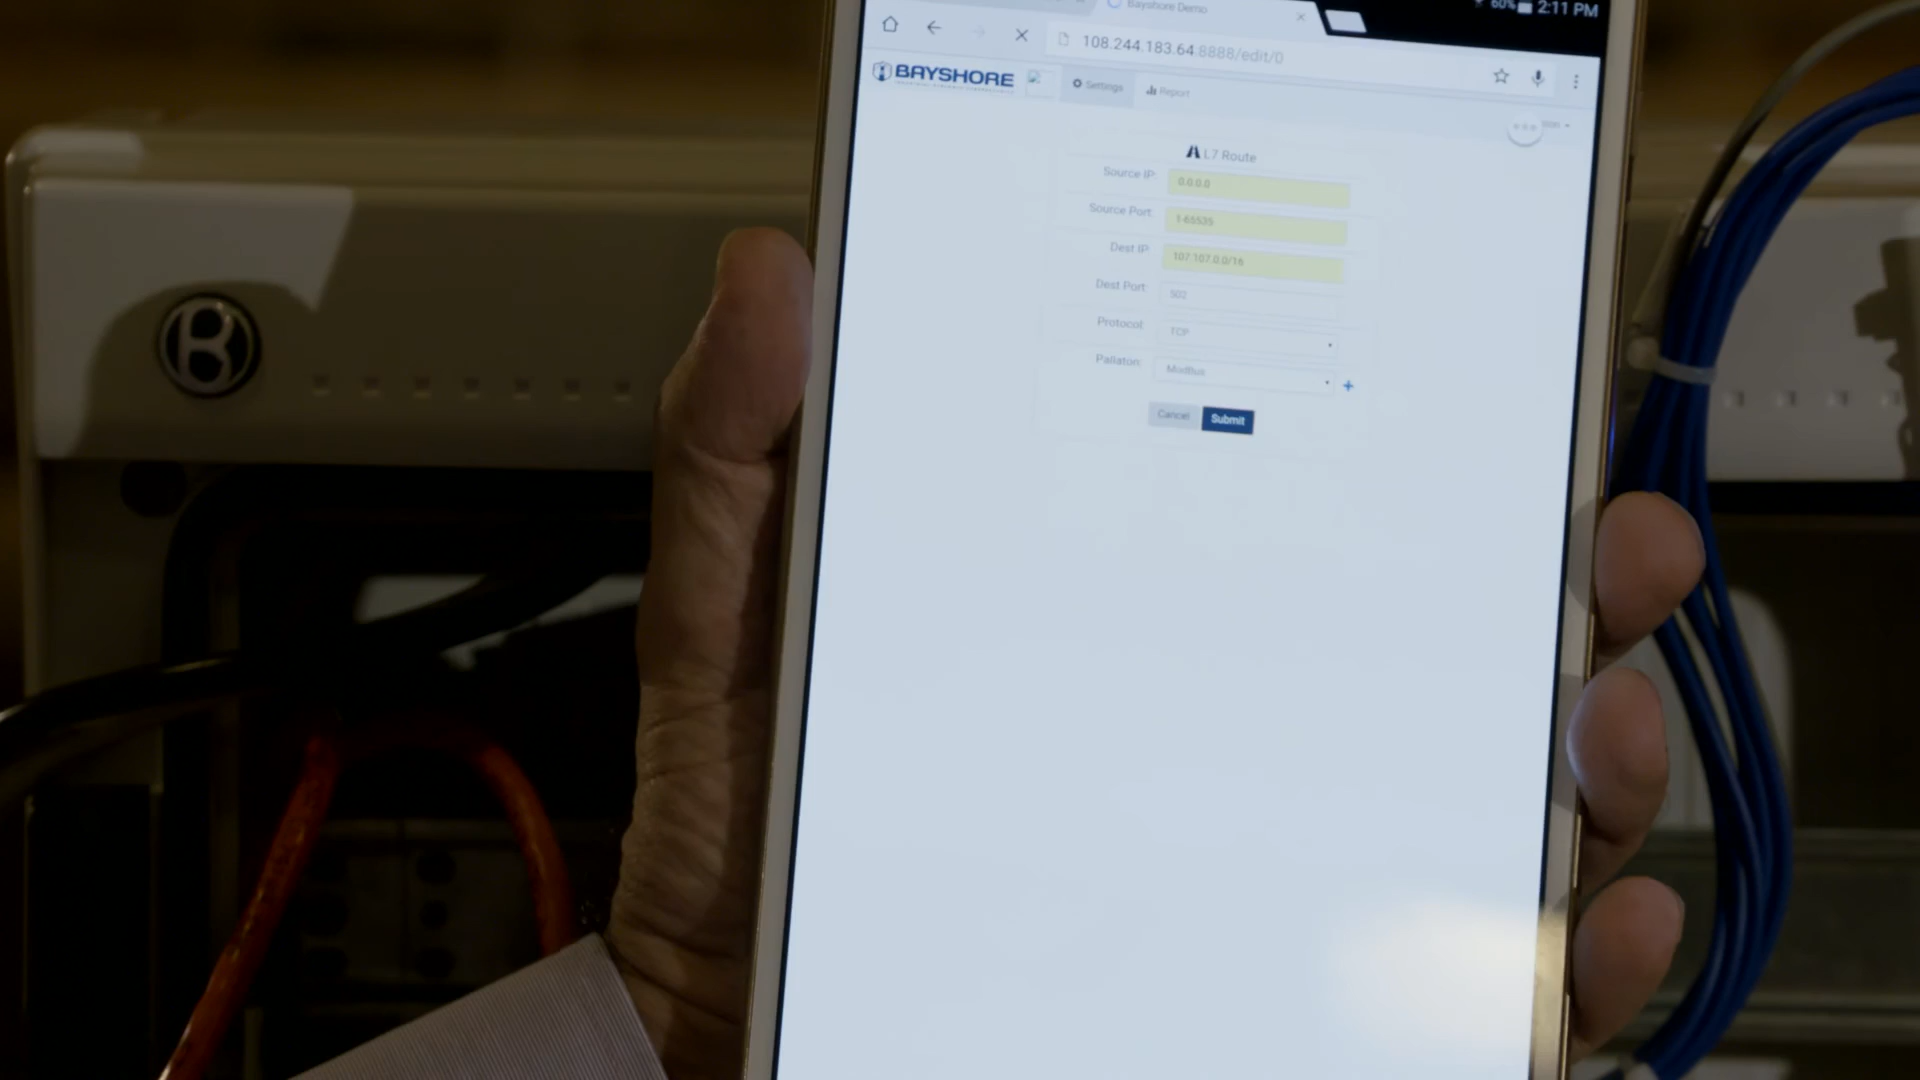 Bayshore Demo
60% 2:11 PM
108.244.183.64:8888/edit/0
BAYSHORE
Settings
Report
L7 Route
Source IP: 0.0.0.0
Source Port: 1-65535
Dest IP: 107.107.0.0/16
Dest Port: 502
Protocol: TCP
Pallaton: ModBus
Cancel Submit
B